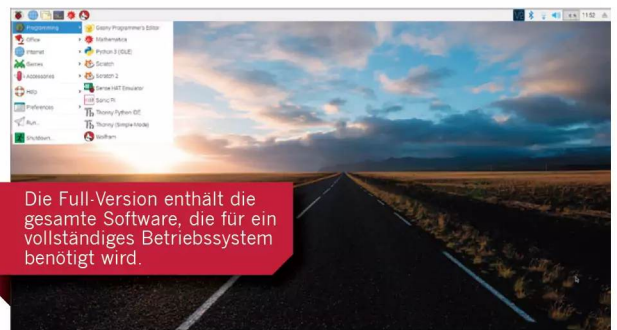 11:52
Programming
Geany Programmer's Editor
Office
Mathematica
Internet
Python 3 (IDLE)
Games
Scratch
Accessories
Scratch 2
Help
Sense HAT Emulator
Preferences
Sonic Pi
Run...
Thonny Python IDE
Shutdown...
Thonny (Simple Mode)
Wolfram
Die Full-Version enthält die
gesamte Software, die für ein
vollständiges Betriebssystem
benötigt wird.